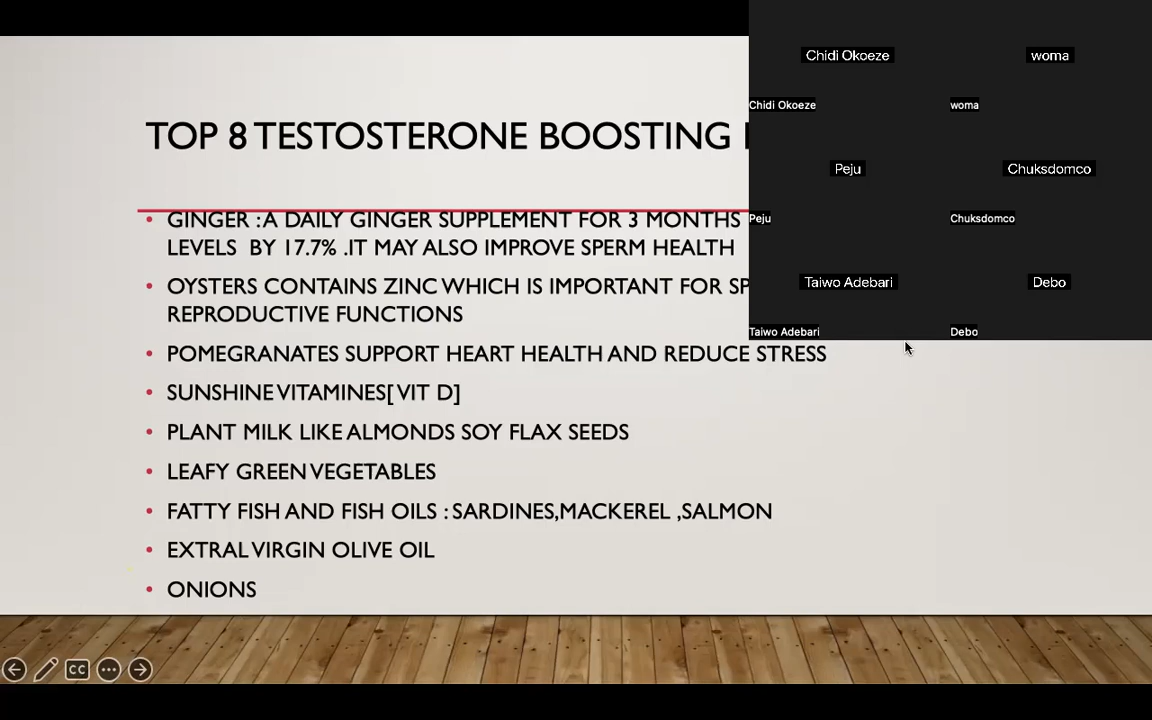 TOP 8 TESTOSTERONE BOOSTING
GINGER : A DAILY GINGER SUPPLEMENT FOR 3 MONTHS
LEVELS BY 17.7% .IT MAY ALSO IMPROVE SPERM HEALTH
OYSTERS CONTAINS ZINC WHICH IS IMPORTANT FOR SP
REPRODUCTIVE FUNCTIONS
POMEGRANATES SUPPORT HEART HEALTH AND REDUCE STRESS
SUNSHINE VITAMINES[ VIT D]
PLANT MILK LIKE ALMONDS SOY FLAX SEEDS
LEAFY GREEN VEGETABLES
FATTY FISH AND FISH OILS : SARDINES,MACKEREL ,SALMON
EXTRAL VIRGIN OLIVE OIL
ONIONS
Chidi Okoeze
woma
Chidi Okoeze
woma
Peju
Chuksdomco
Peju
Chuksdomco
Taiwo Adebari
Debo
Taiwo Adebari
Debo
CC